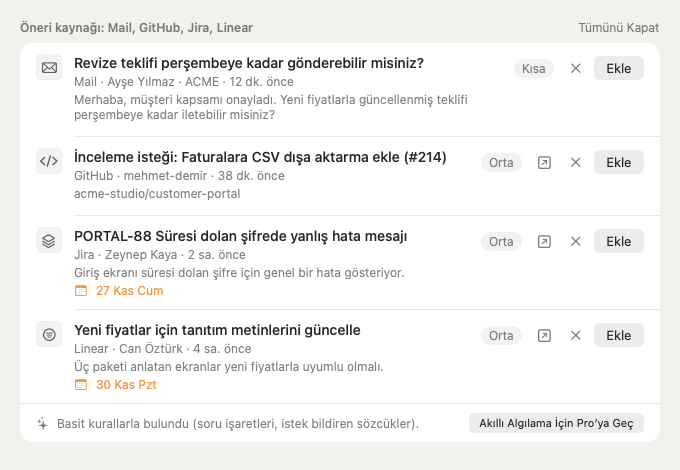 Öneri kaynağı: Mail, GitHub, Jira, Linear
Tümünü Kapat
Revize teklifi perşembeye kadar gönderebilir misiniz?
Kısa
Ekle
Mail · Ayşe Yılmaz · ACME · 12 dk. önce
Merhaba, müşteri kapsamı onayladı. Yeni fiyatlarla güncellenmiş teklifi
perşembeye kadar iletebilir misiniz?
İnceleme isteği: Faturalara CSV dışa aktarma ekle (#214)
Orta
Ekle
GitHub · mehmet-demir · 38 dk. önce
acme-studio/customer-portal
PORTAL-88 Süresi dolan şifrede yanlış hata mesajı
Orta
Ekle
Jira · Zeynep Kaya · 2 sa. önce
Giriş ekranı süresi dolan şifre için genel bir hata gösteriyor.
27 Kas Cum
Yeni fiyatlar için tanıtım metinlerini güncelle
Orta
Ekle
Linear · Can Öztürk · 4 sa. önce
Üç paketi anlatan ekranlar yeni fiyatlarla uyumlu olmalı.
30 Kas Pzt
Basit kurallarla bulundu (soru işaretleri, istek bildiren sözcükler).
Akıllı Algılama İçin Pro’ya Geç